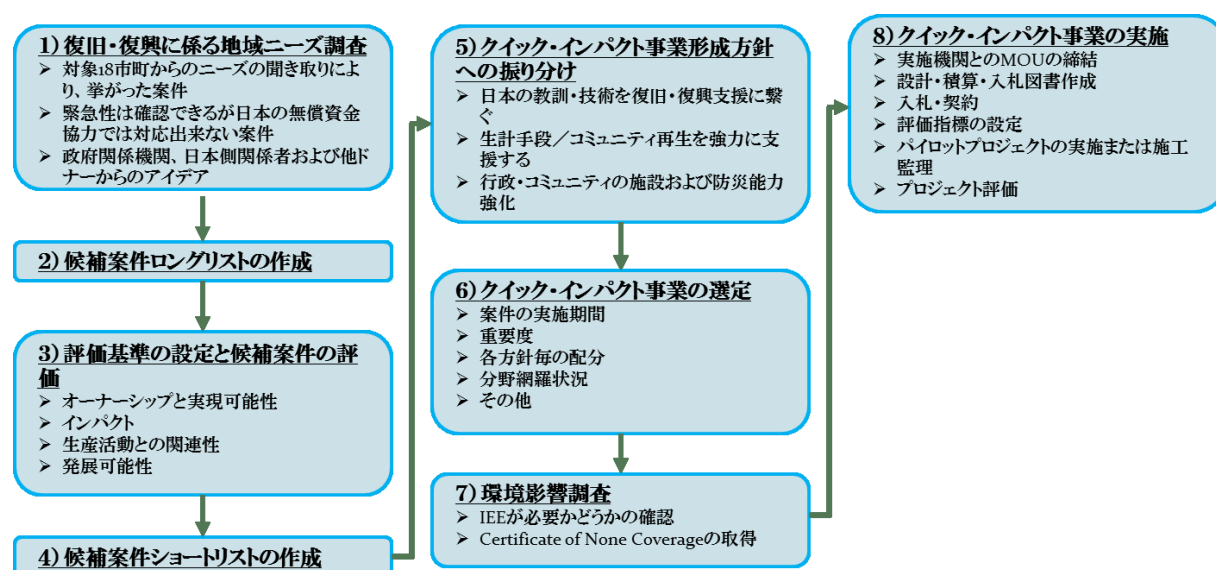 1）復旧・復興に係る地域ニーズ調査
➢ 対象18市町からのニーズの聞き取りによ
り、挙がった案件
➢ 緊急性は確認できるが日本の無償資金
協力では対応出来ない案件
➢ 政府関係機関、日本側関係者および他ド
ナーからのアイデア
2）候補案件ロングリストの作成
3）評価基準の設定と候補案件の評
価
➢ オーナーシップと実現可能性
➢ インパクト
➢ 生産活動との関連性
➢ 発展可能性
4）候補案件ショートリストの作成
5）クイック・インパクト事業形成方針
への振り分け
➢ 日本の教訓・技術を復旧・復興支援に繋
ぐ
➢ 生計手段／コミュニティ再生を強力に支
援する
➢ 行政・コミュニティの施設および防災能力
強化
6）クイック・インパクト事業の選定
➢ 案件の実施期間
➢ 重要度
➢ 各方針毎の配分
➢ 分野網羅状況
➢ その他
7）環境影響調査
➢ IEEが必要かどうかの確認
➢ Certificate of None Coverageの取得
8）クイック・インパクト事業の実施
➢ 実施機関とのMOUの締結
➢ 設計・積算・入札図書作成
➢ 入札・契約
➢ 評価指標の設定
➢ パイロットプロジェクトの実施または施工
監理
➢ プロジェクト評価